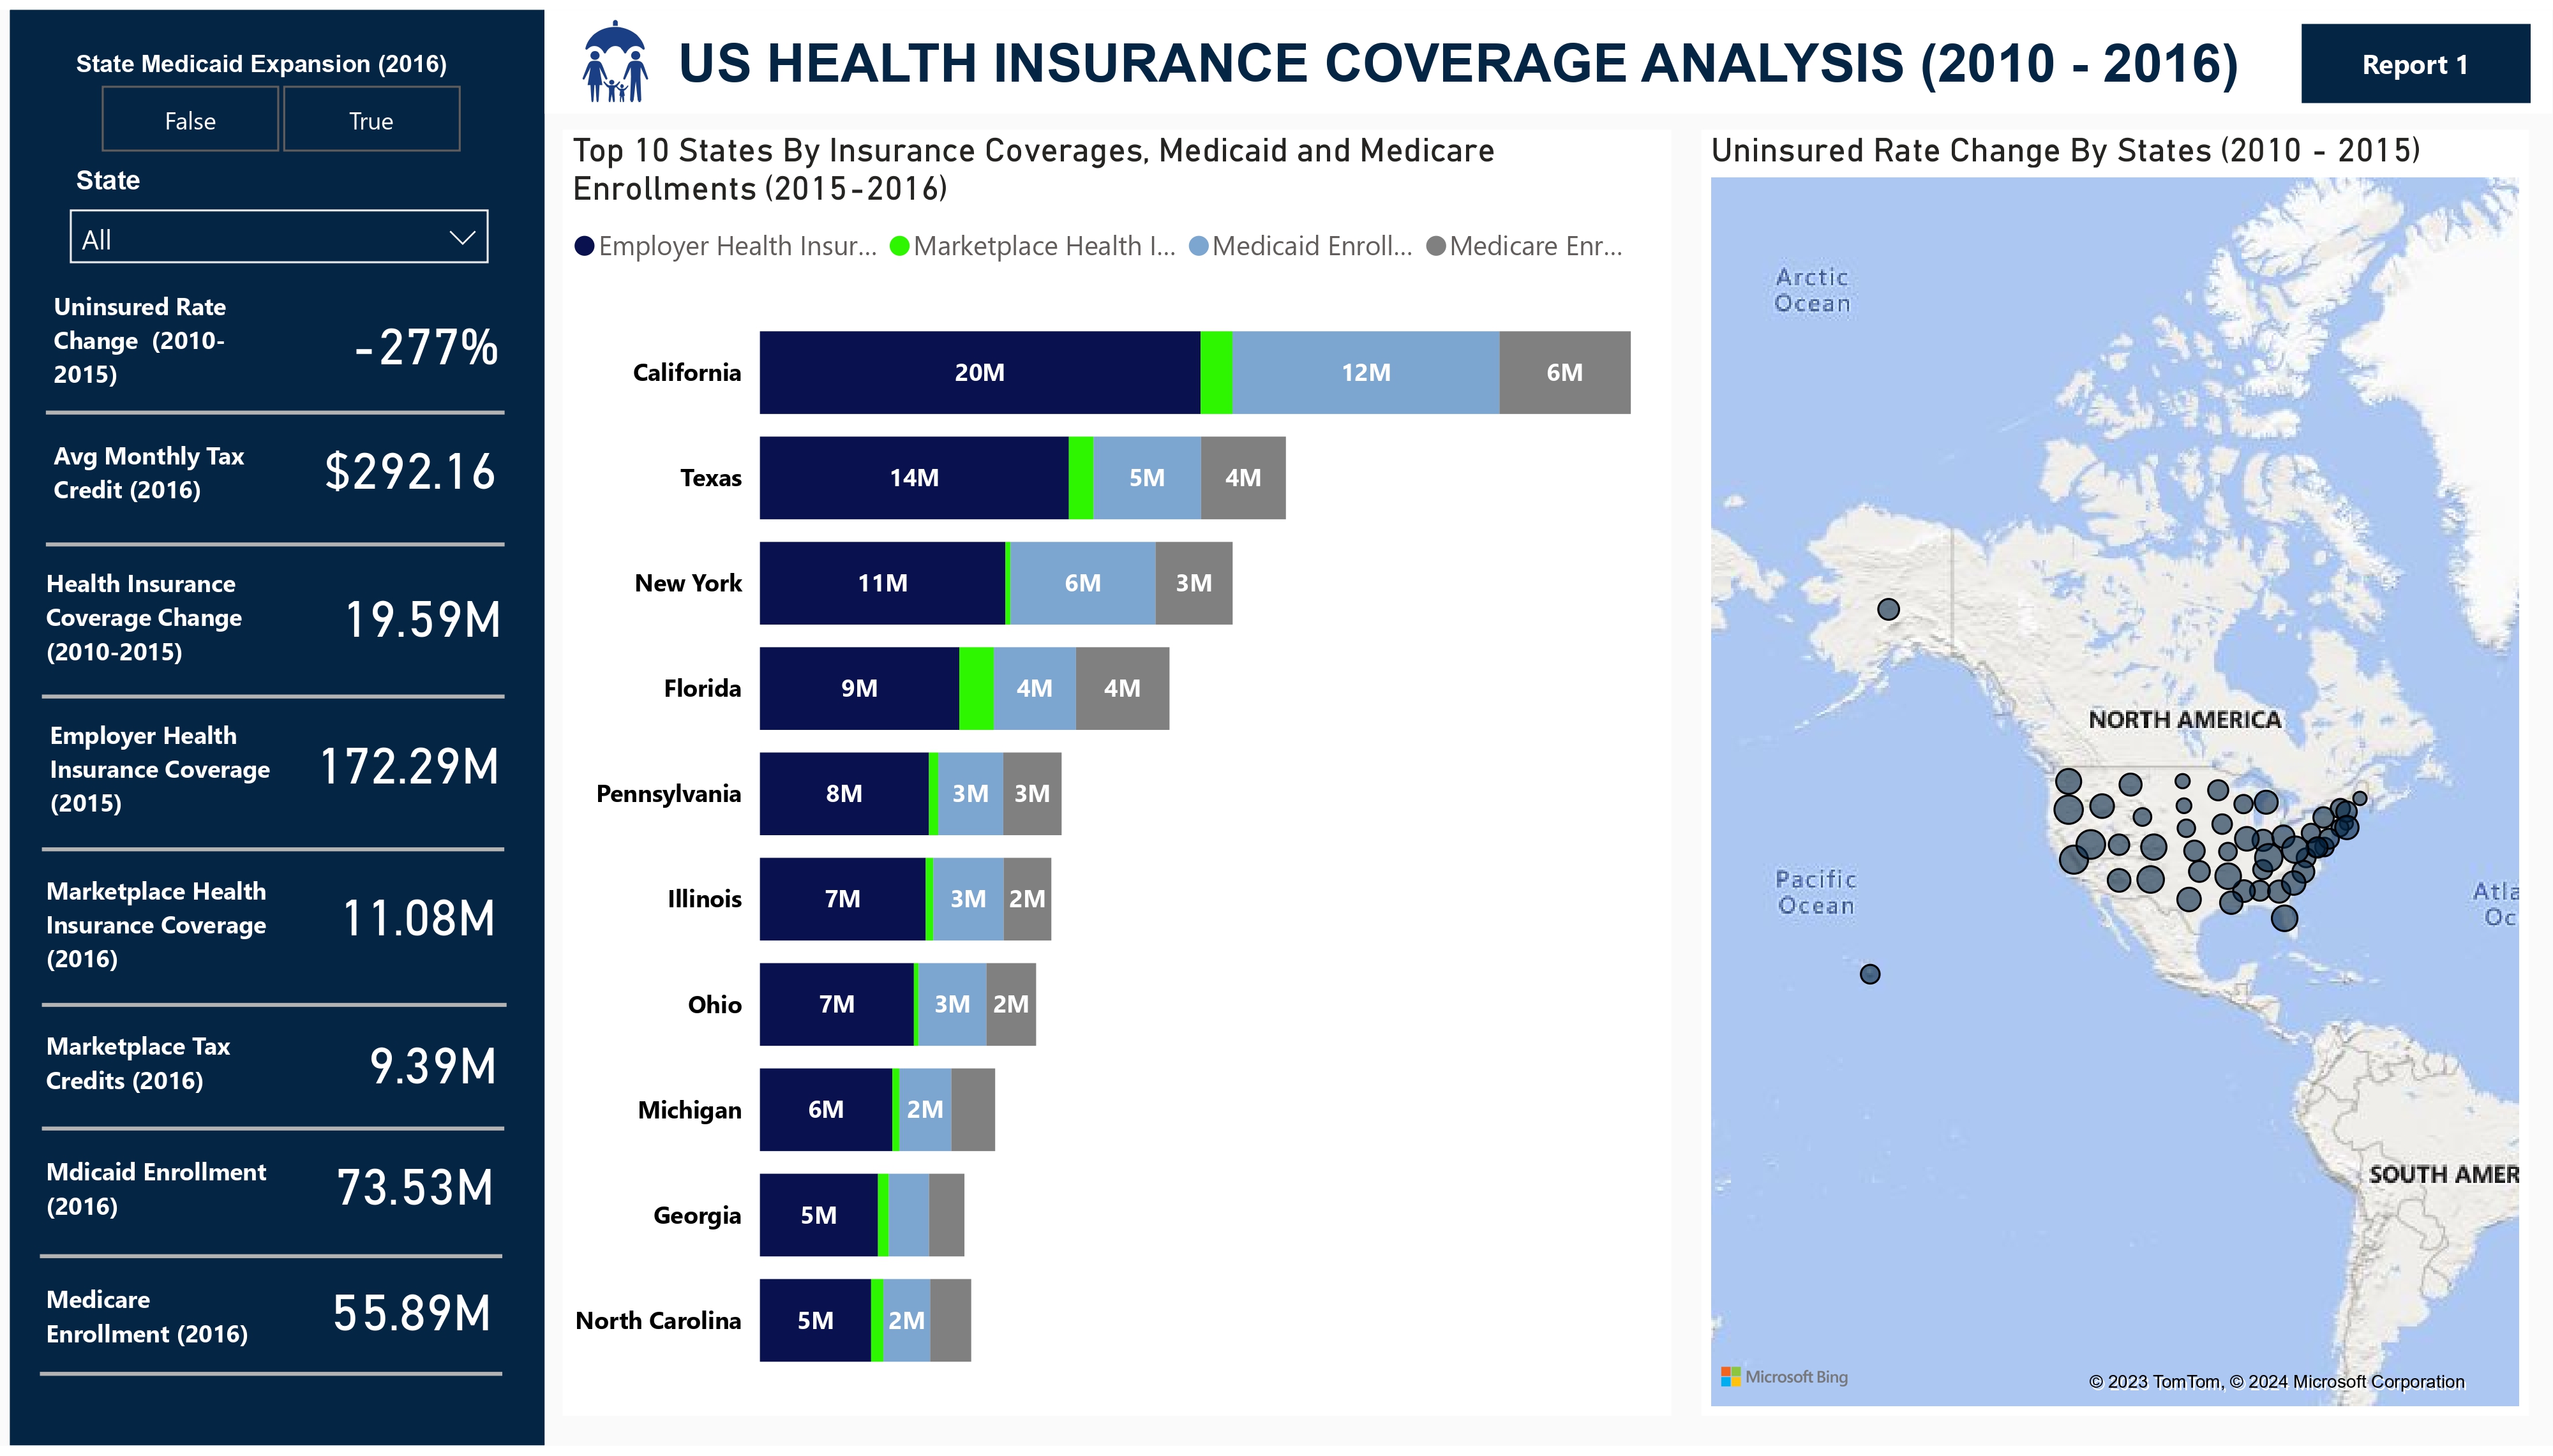 State Medicaid Expansion (2016)
False
True
State
All
Uninsured Rate
Change (2010-
2015)
-277%
Avg Monthly Tax
Credit (2016)
$292.16
Health Insurance
Coverage Change
(2010-2015)
19.59M
Employer Health
Insurance Coverage
(2015)
172.29M
Marketplace Health
Insurance Coverage
(2016)
11.08M
Marketplace Tax
Credits (2016)
9.39M
Mdicaid Enrollment
(2016)
73.53M
Medicare
Enrollment (2016)
55.89M
US HEALTH INSURANCE COVERAGE ANALYSIS (2010 - 2016)
Report 1
Top 10 States By Insurance Coverages, Medicaid and Medicare
Enrollments (2015-2016)
Employer Health Insur...
Marketplace Health I...
Medicaid Enroll...
Medicare Enr...
California 20M 12M 6M
Texas 14M 5M 4M
New York 11M 6M 3M
Florida 9M 4M 4M
Pennsylvania 8M 3M 3M
Illinois 7M 3M 2M
Ohio 7M 3M 2M
Michigan 6M 2M
Georgia 5M
North Carolina 5M 2M
Uninsured Rate Change By States (2010 - 2015)
Arctic
Ocean
NORTH AMERICA
Pacific
Ocean
Atla
Oc
SOUTH AMER
Microsoft Bing
© 2023 TomTom, © 2024 Microsoft Corporation